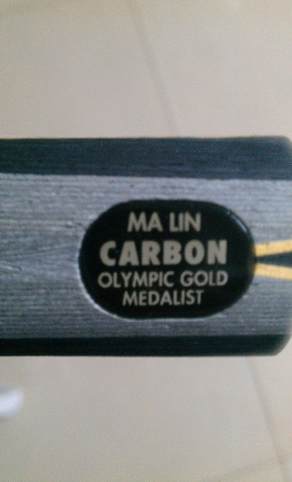 MA LIN
CARBON
OLYMPIC GOLD
MEDALIST